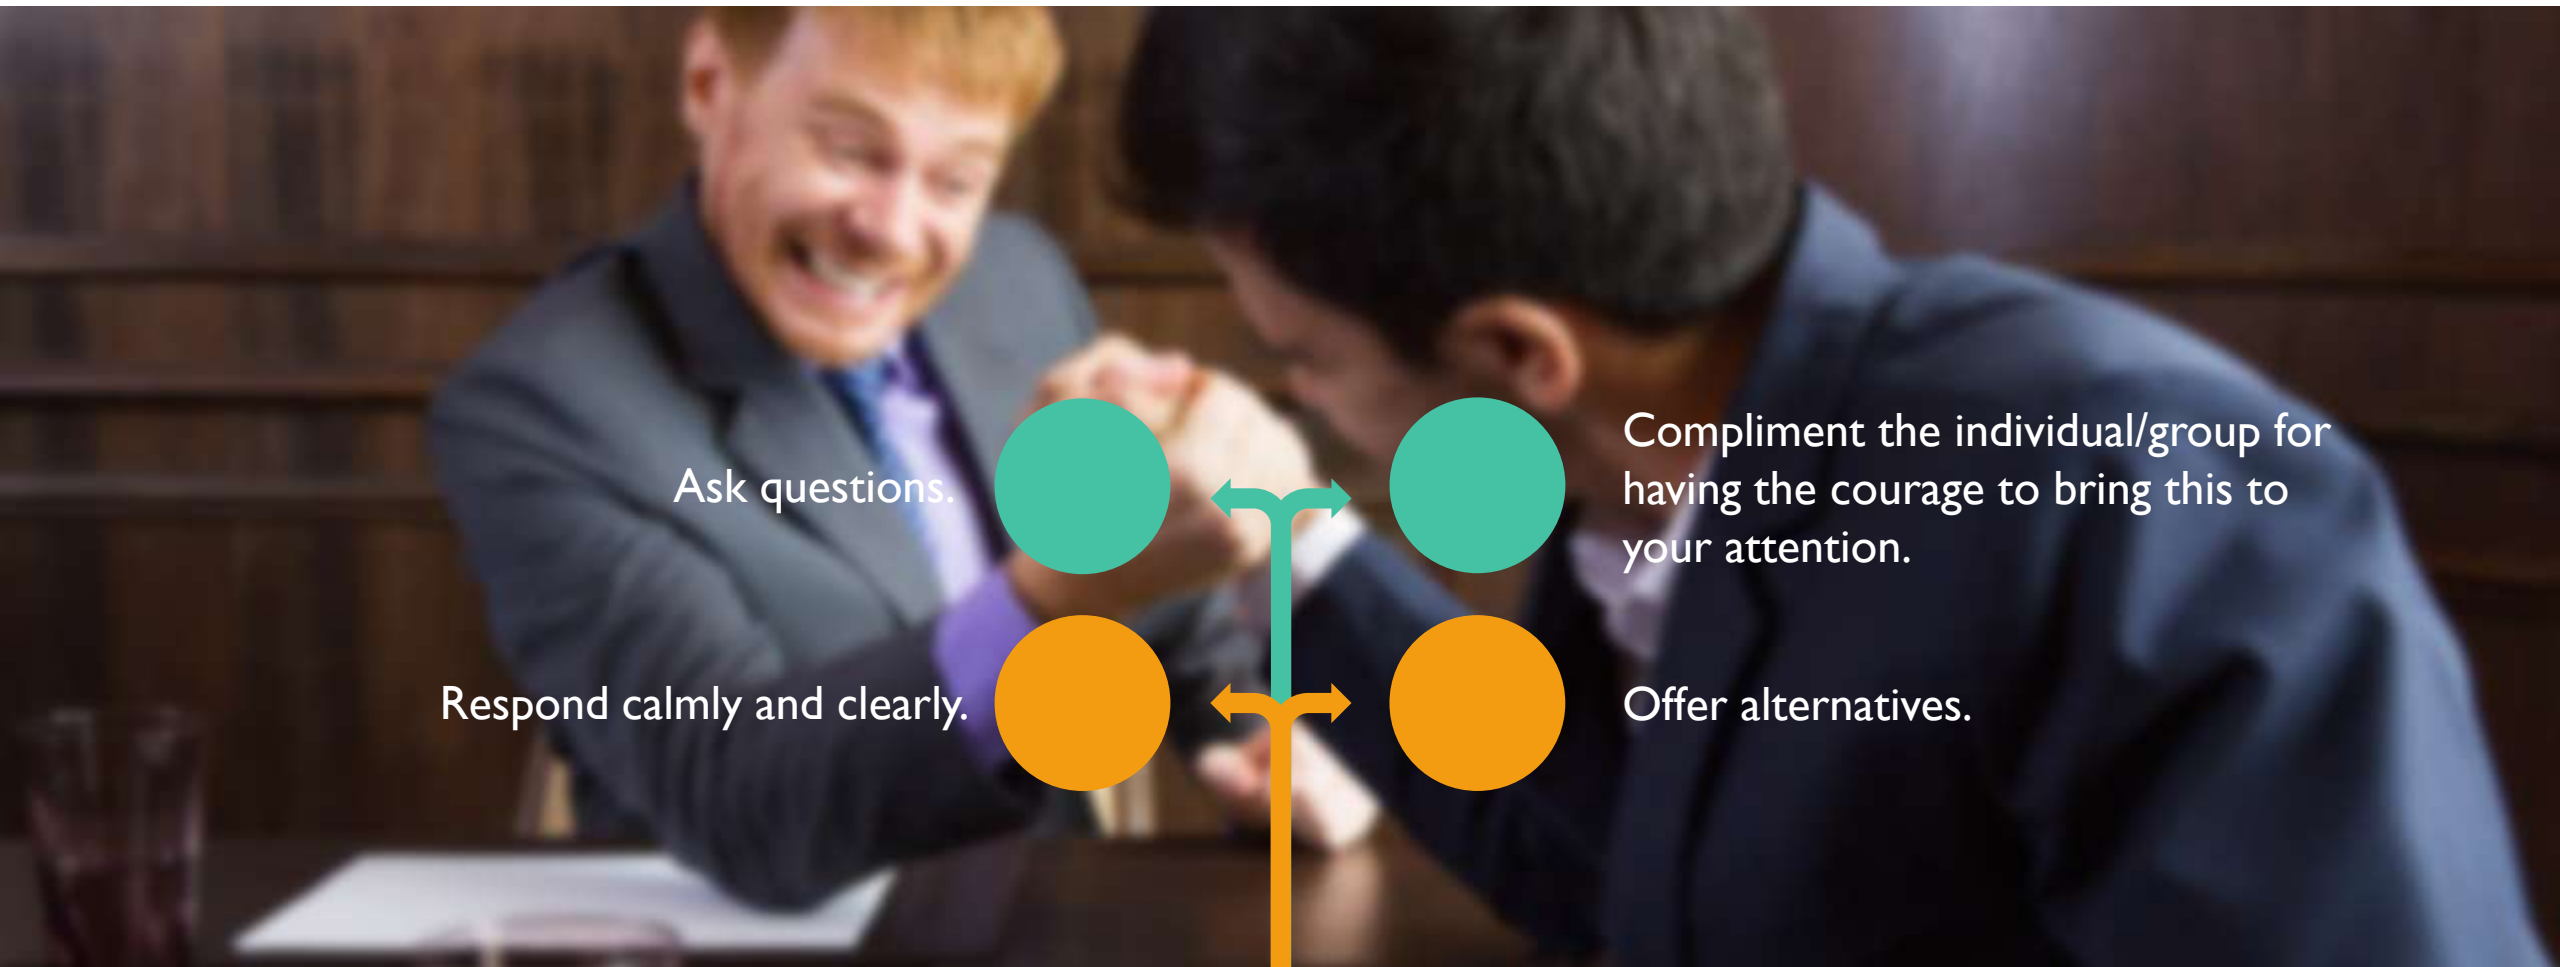 Ask questions.
Compliment the individual/group for
having the courage to bring this to
your attention.
Respond calmly and clearly.
Offer alternatives.